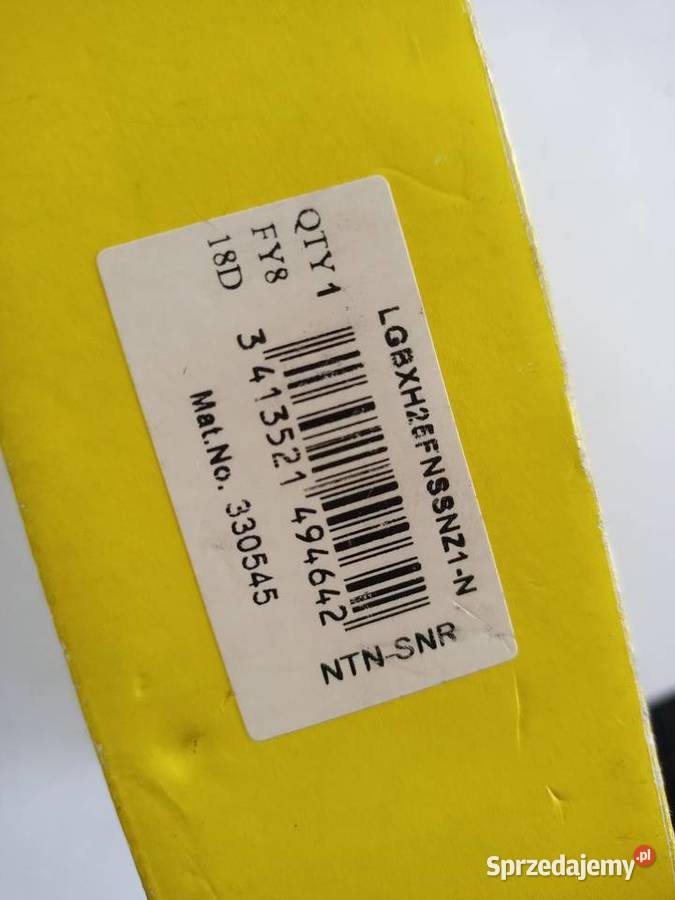 LGBXH25FNSSNZ1-N
QTY 1
FY8
18D
3 413521 494642
Mat.No. 330545
NTN-SNR
Sprzedajemy.pl